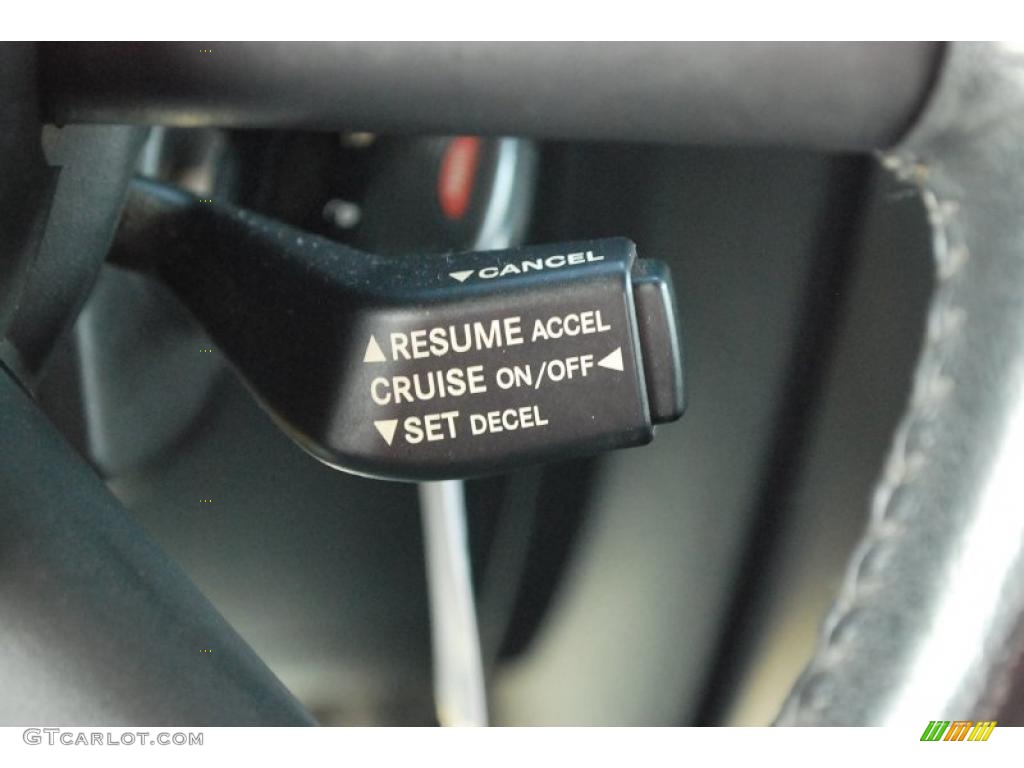 ▼CANCEL
▲RESUME ACCEL
CRUISE ON/OFF◀
▼SET DECEL
GTCARLOT.COM